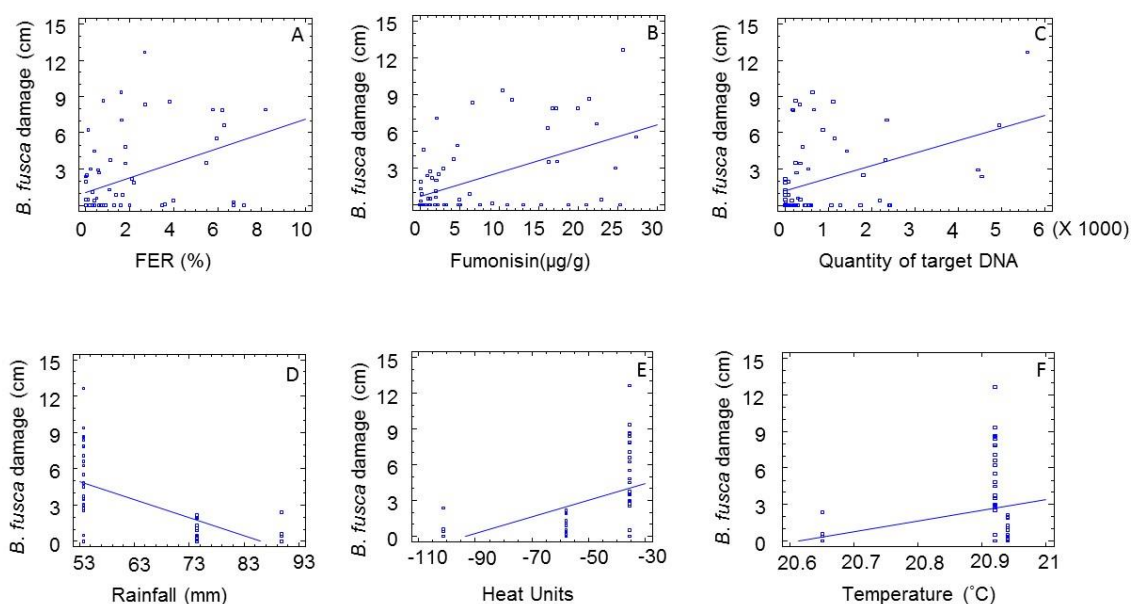 A
B. fusca damage (cm)
15
12
9
6
3
0
0 2 4 6 8 10
FER (%)
B
B. fusca damage (cm)
15
12
9
6
3
0
0 5 10 15 20 25 30
Fumonisin(µg/g)
C
B. fusca damage (cm)
15
12
9
6
3
0
0 1 2 3 4 5 6 (X 1000)
Quantity of target DNA
D
B. fusca damage (cm)
15
12
9
6
3
0
53 63 73 83 93
Rainfall (mm)
E
B. fusca damage (cm)
15
12
9
6
3
0
-110 -90 -70 -50 -30
Heat Units
F
B. fusca damage (cm)
15
12
9
6
3
0
20.6 20.7 20.8 20.9 21
Temperature (˚C)